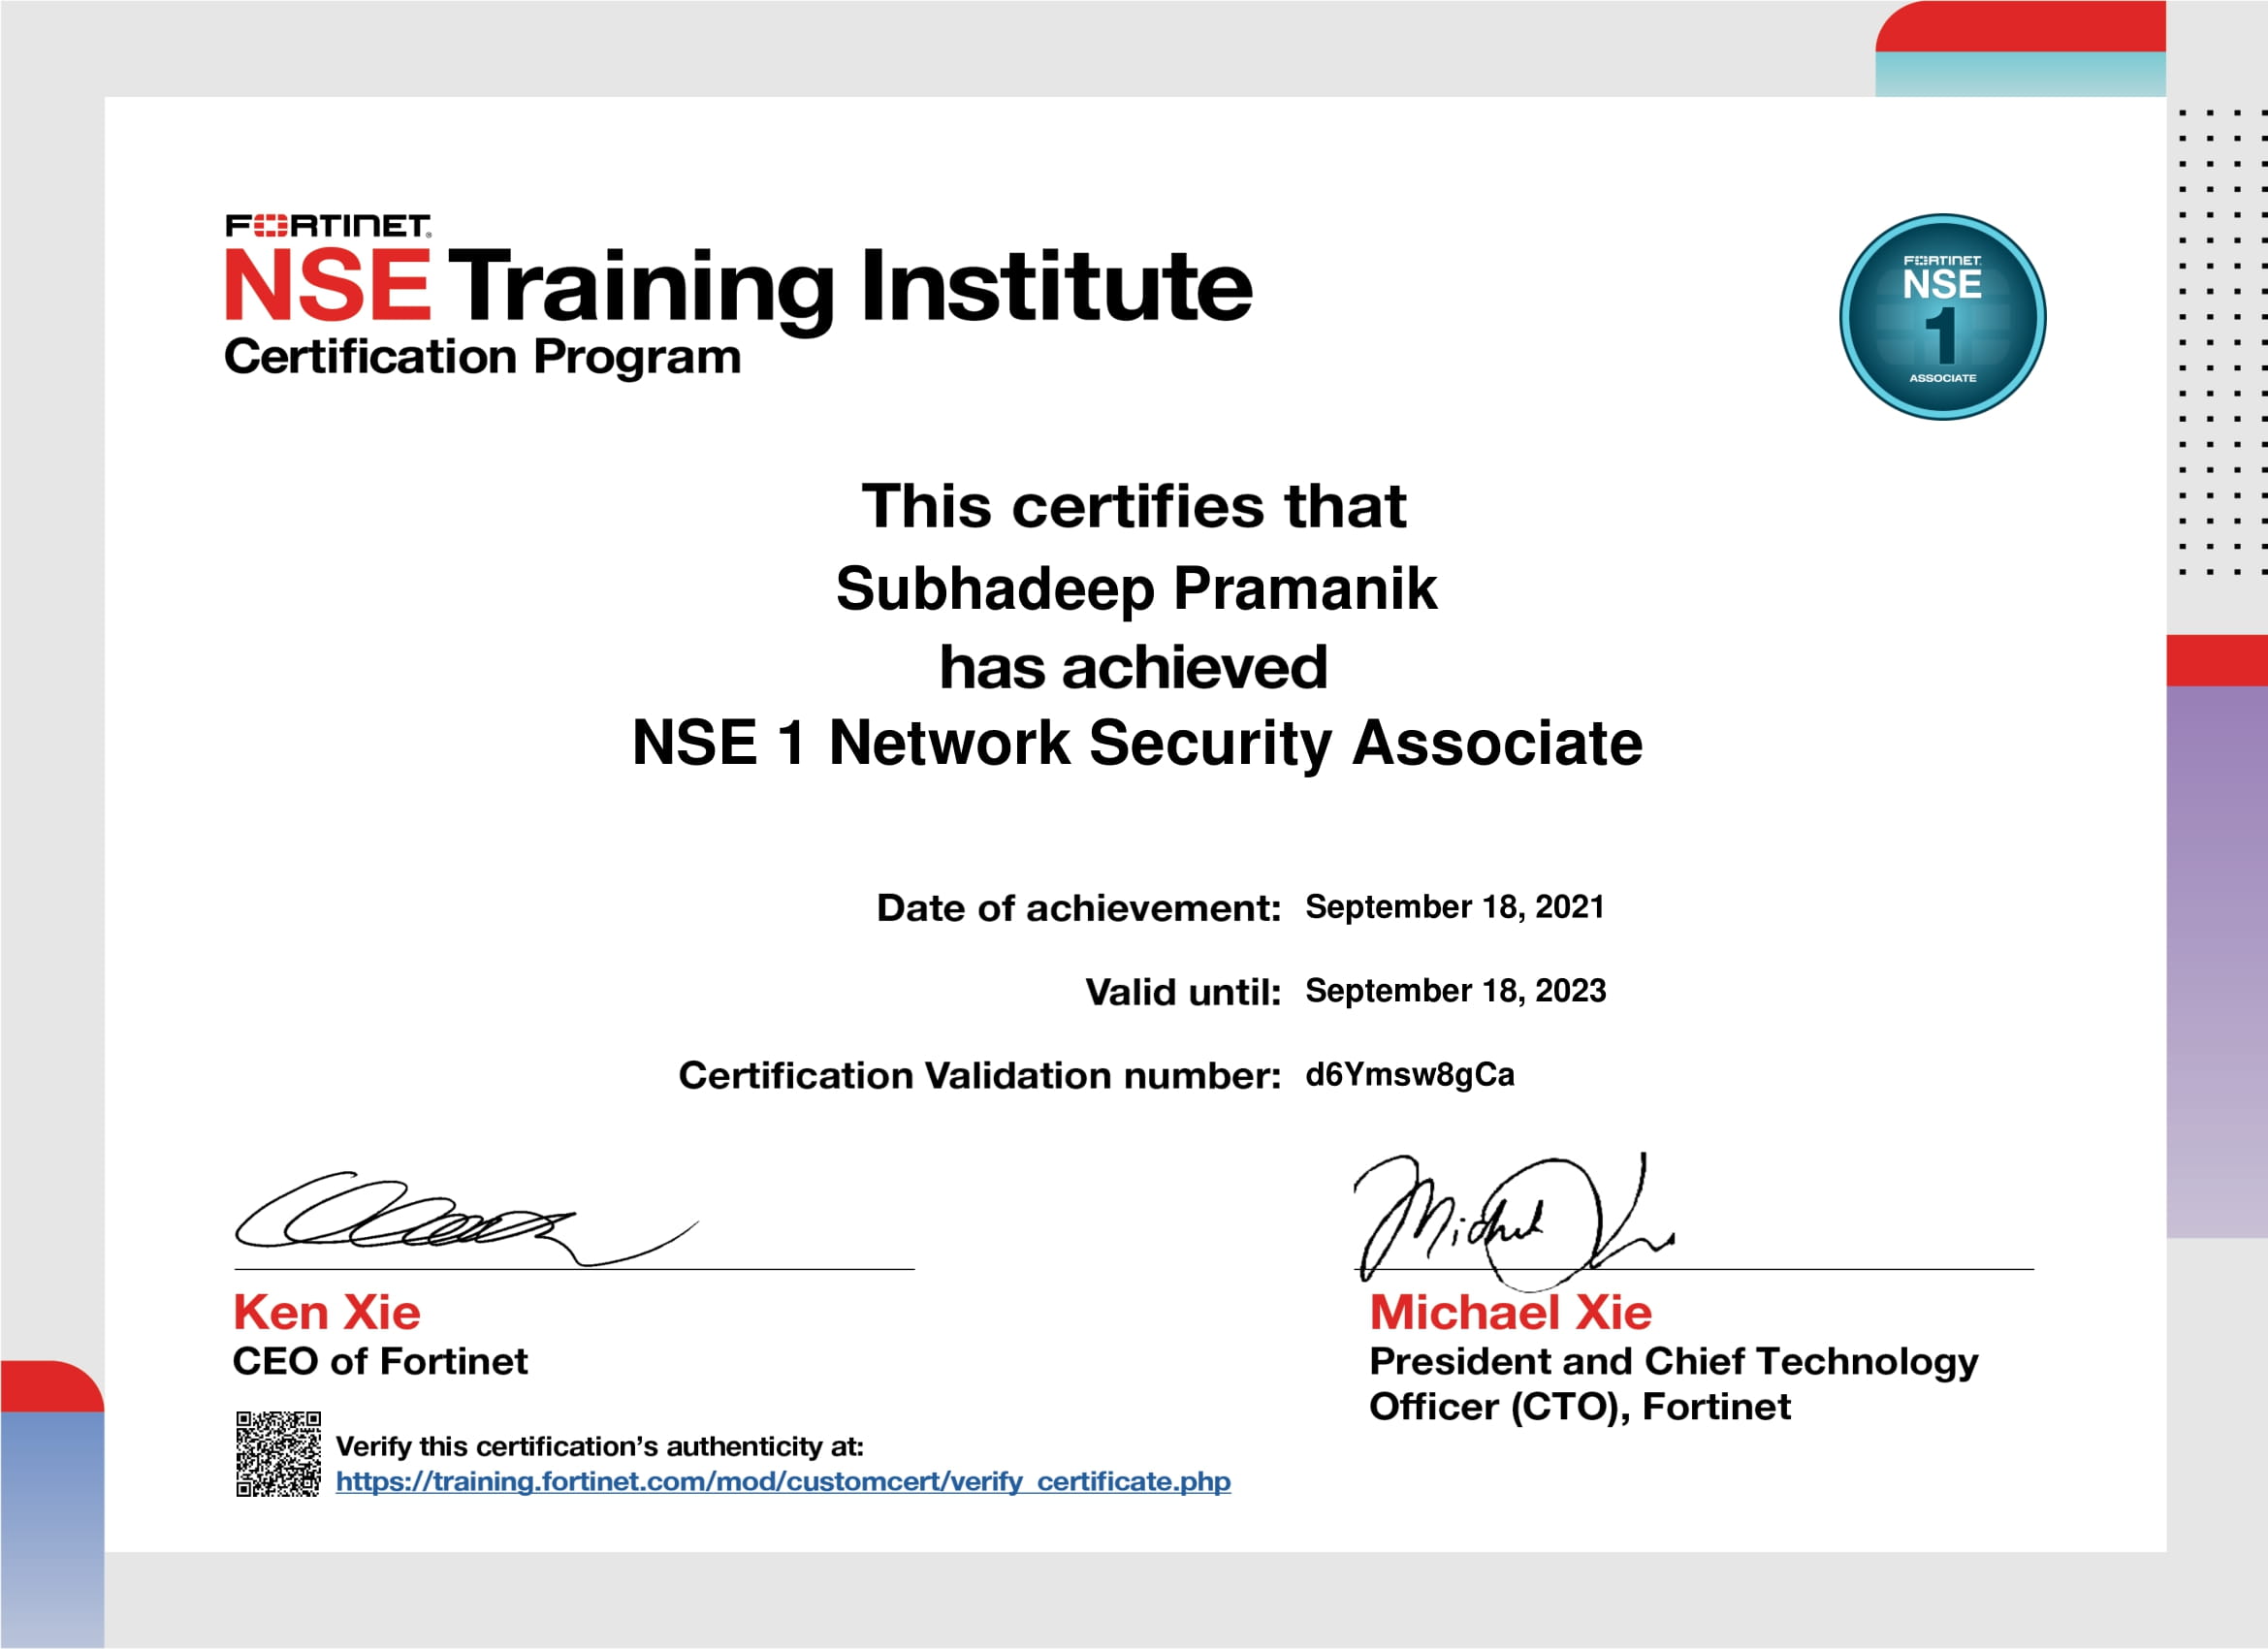 FORTINET
NSE Training Institute
Certification Program
FORTINET
NSE
1
ASSOCIATE
This certifies that
Subhadeep Pramanik
has achieved
NSE 1 Network Security Associate
Date of achievement: September 18, 2021
Valid until: September 18, 2023
Certification Validation number: d6Ymsw8gCa
Ken Xie
CEO of Fortinet
Michael Xie
President and Chief Technology
Officer (CTO), Fortinet
Verify this certification’s authenticity at:
https://training.fortinet.com/mod/customcert/verify_certificate.php